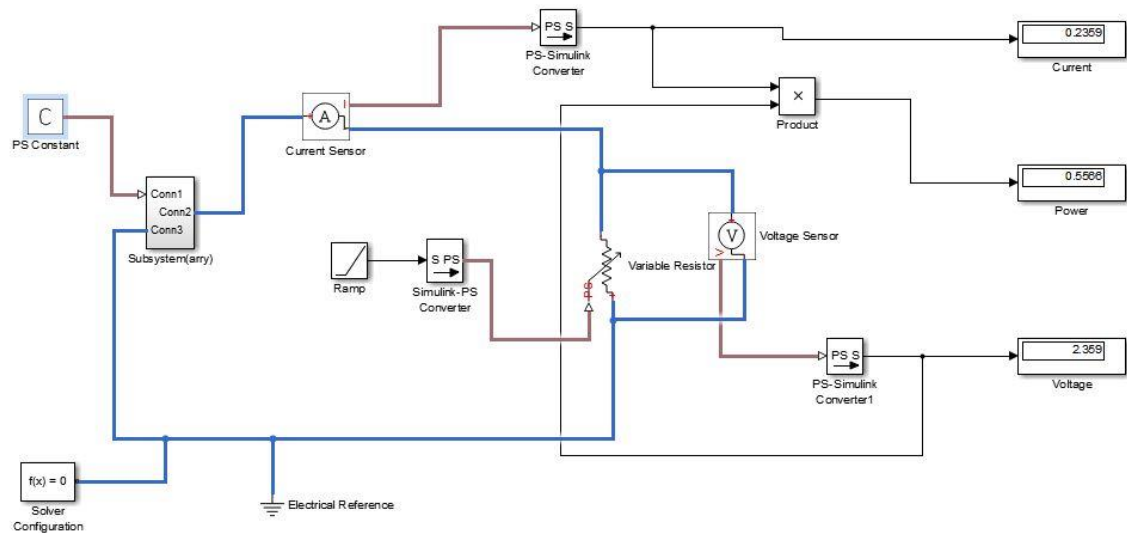 PS S
PS-Simulink
Converter
0.2359
Current
C
PS Constant
I
A
Current Sensor
×
Product
0.5566
Power
Conn1
Conn2
Conn3
Subsystem(arry)
Ramp
S PS
Simulink-PS
Converter
PS
Variable Resistor
V
V
Voltage Sensor
PS S
PS-Simulink
Converter1
2.359
Voltage
f(x) = 0
Solver
Configuration
Electrical Reference